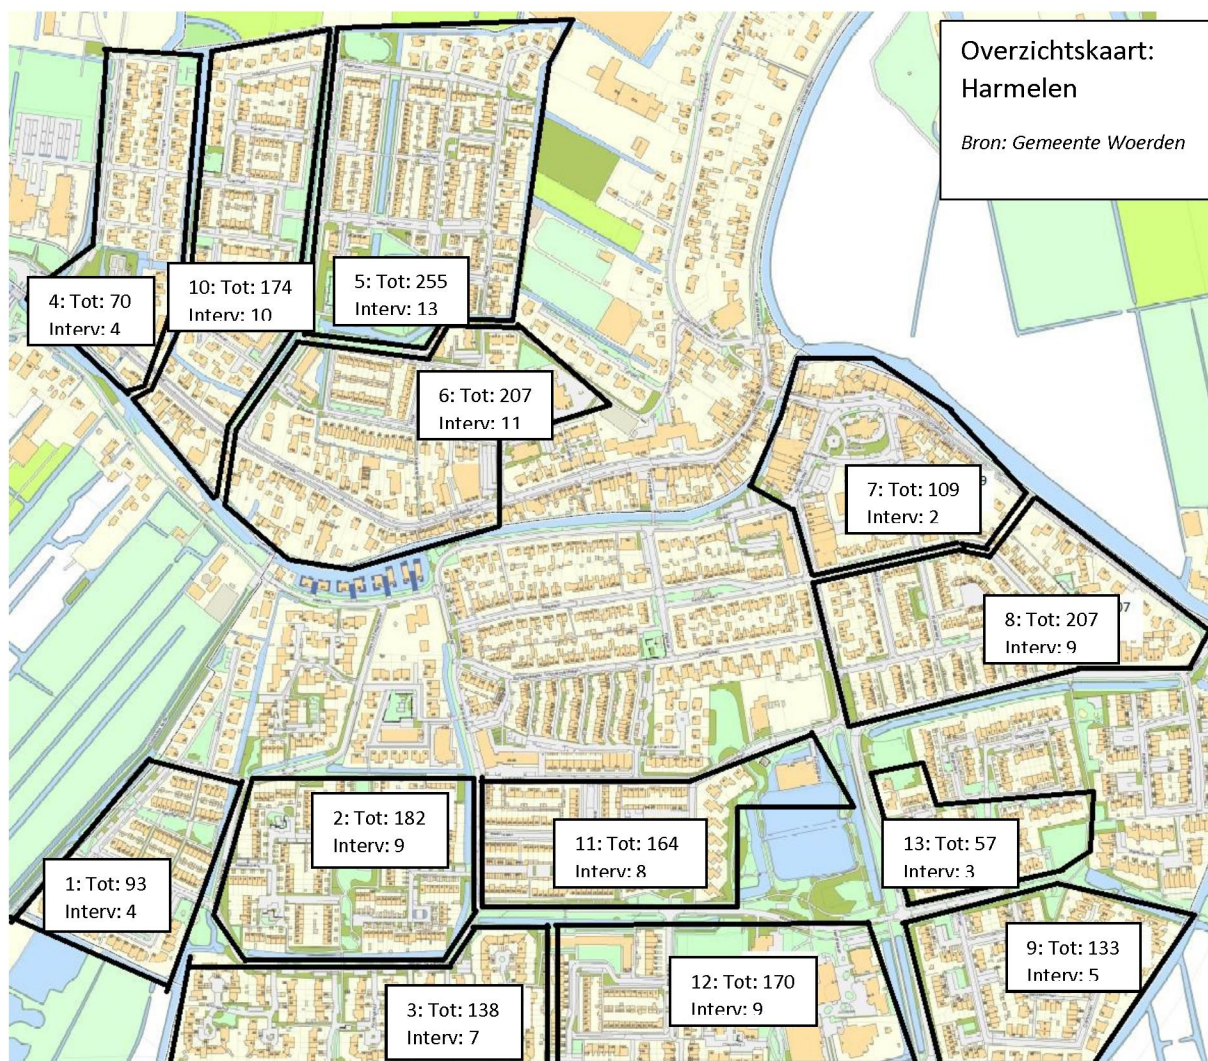 Overzichtskaart:
Harmelen
Bron: Gemeente Woerden
4: Tot: 70
Interv: 4
10: Tot: 174
Interv: 10
5: Tot: 255
Interv: 13
6: Tot: 207
Interv: 11
7: Tot: 109
Interv: 2
8: Tot: 207
Interv: 9
2: Tot: 182
Interv: 9
11: Tot: 164
Interv: 8
13: Tot: 57
Interv: 3
1: Tot: 93
Interv: 4
9: Tot: 133
Interv: 5
12: Tot: 170
Interv: 9
3: Tot: 138
Interv: 7